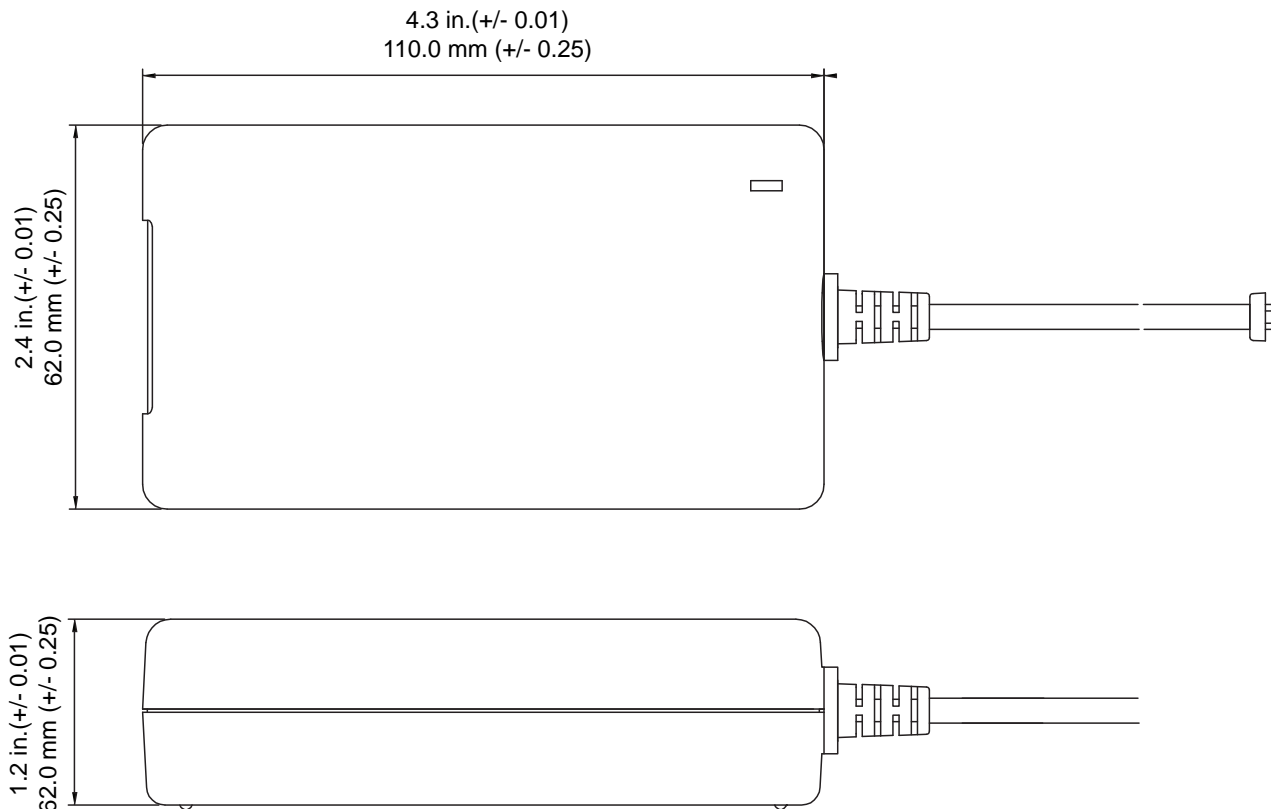 4.3 in.(+/- 0.01)
110.0 mm (+/- 0.25)
2.4 in.(+/- 0.01)
62.0 mm (+/- 0.25)
1.2 in.(+/- 0.01)
62.0 mm (+/- 0.25)